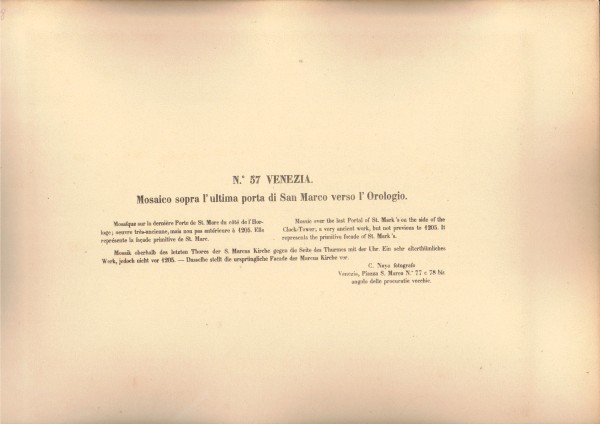 N.° 57 VENEZIA.
Mosaico sopra l'ultima porta di San Marco verso l'Orologio.
Mosaïque sur la dernière Porte de St. Marc du côté de l'Hor-
loge; oeuvre très-ancienne, mais non pas antérieure à 1205. Elle
représente la façade primitive de St. Marc.
Mosaic over the last Portal of St. Mark's on the side of the
Clock-Tower; a very ancient work, but not previous to 1205. It
represents the primitive facade of St. Mark's.
Mosaik oberhalb des letzten Thores der S. Marcus Kirche gegen die Seite des Thurmes mit der Uhr. Ein sehr alterthümliches
Werk, jedoch nicht vor 1205. — Dasselbe stellt die ursprüngliche Facade der Marcus Kirche vor.
C. Naya fotografo
Venezia, Piazza S. Marco N.° 77 e 78 bis
angolo delle procuratie vecchie.